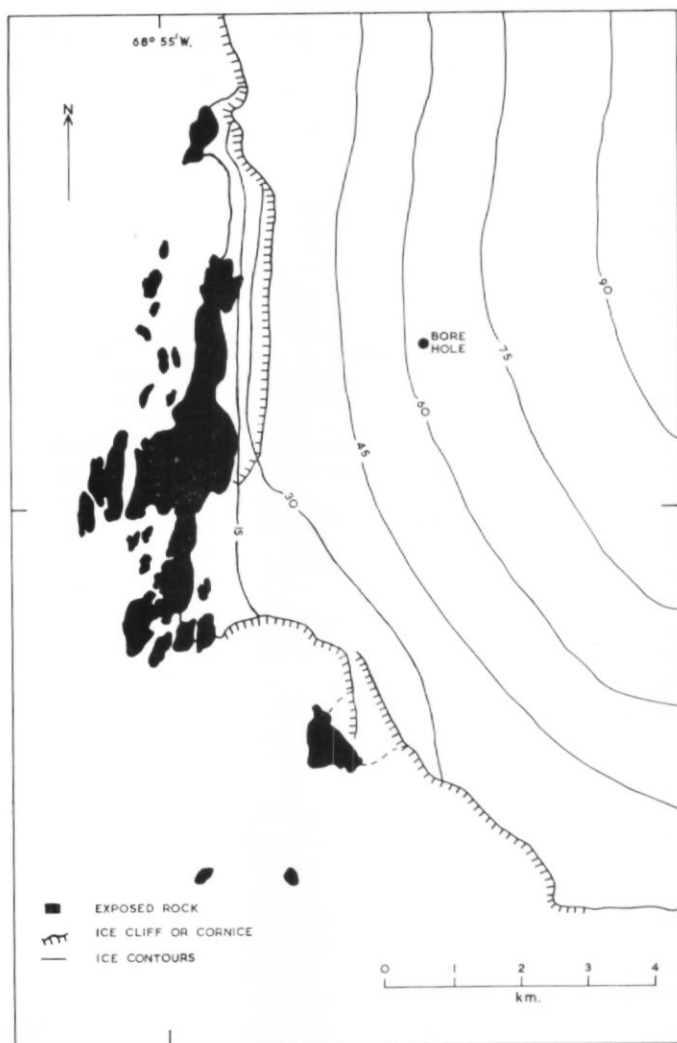 68° 55' W.
N
90
BORE
HOLE
75
60
45
30
15
EXPOSED ROCK
ICE CLIFF OR CORNICE
ICE CONTOURS
0 1 2 3 4
km.